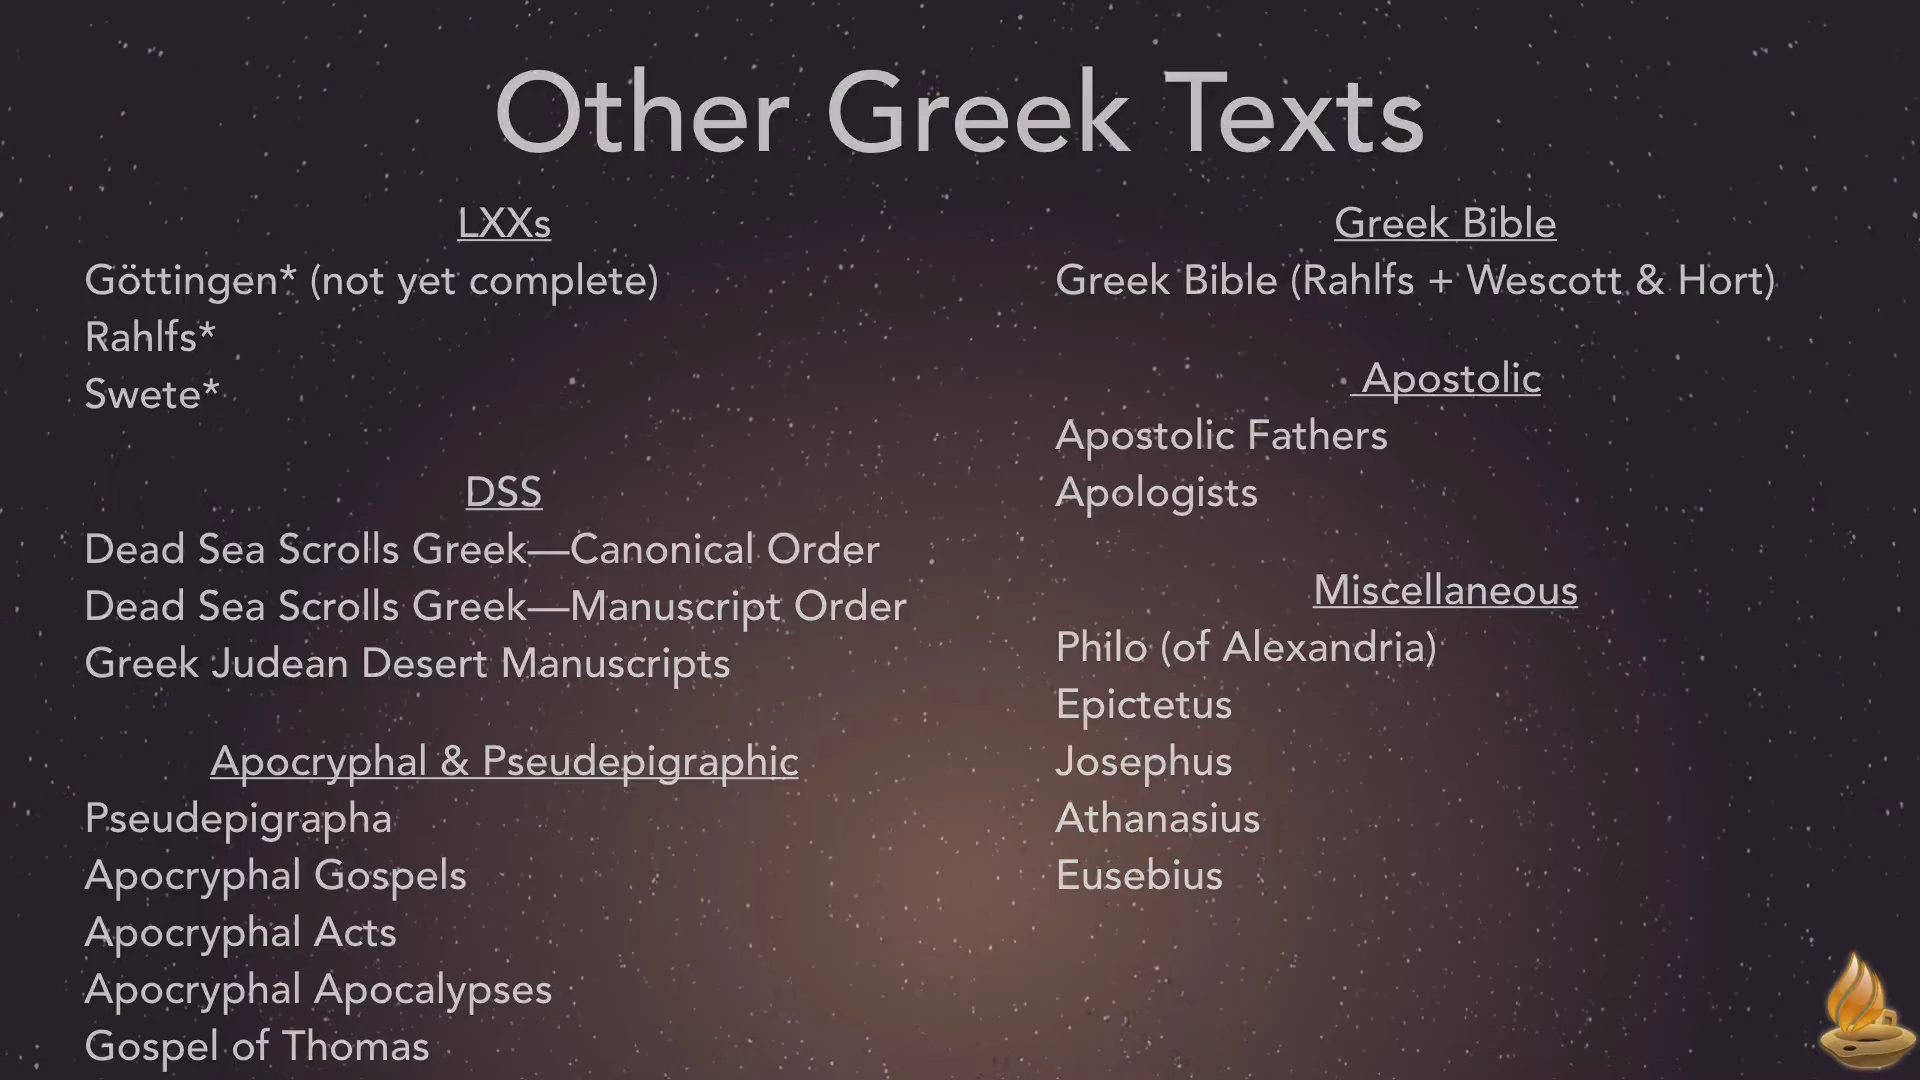 Other Greek Texts
LXXs
Göttingen* (not yet complete)
Rahlfs*
Swete*
DSS
Dead Sea Scrolls Greek—Canonical Order
Dead Sea Scrolls Greek—Manuscript Order
Greek Judean Desert Manuscripts
Apocryphal & Pseudepigraphic
Pseudepigrapha
Apocryphal Gospels
Apocryphal Acts
Apocryphal Apocalypses
Gospel of Thomas
Greek Bible
Greek Bible (Rahlfs + Wescott & Hort)
Apostolic
Apostolic Fathers
Apologists
Miscellaneous
Philo (of Alexandria)
Epictetus
Josephus
Athanasius
Eusebius